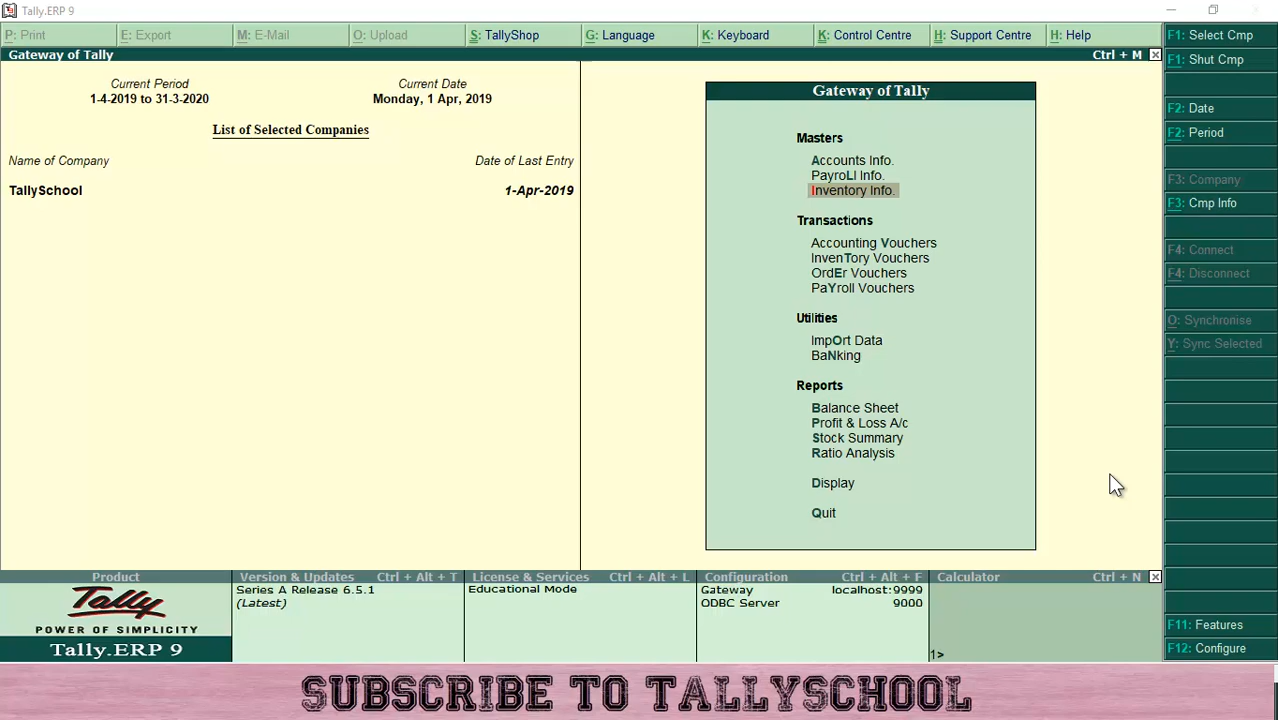 Tally.ERP 9
P: Print
E: Export
M: E-Mail
O: Upload
S: TallyShop
G: Language
K: Keyboard
K: Control Centre
H: Support Centre
H: Help
Gateway of Tally
Ctrl + M
Current Period
1-4-2019 to 31-3-2020
Current Date
Monday, 1 Apr, 2019
List of Selected Companies
Name of Company
Date of Last Entry
TallySchool
1-Apr-2019
Gateway of Tally
Masters
Accounts Info.
PayroLl Info.
Inventory Info.
Transactions
Accounting Vouchers
InvenTory Vouchers
OrdEr Vouchers
PaYroll Vouchers
Utilities
ImpOrt Data
BaNking
Reports
Balance Sheet
Profit & Loss A/c
Stock Summary
Ratio Analysis
Display
Quit
F1: Select Cmp
F1: Shut Cmp
F2: Date
F2: Period
F3: Company
F3: Cmp Info
F4: Connect
F4: Disconnect
O: Synchronise
Y: Sync Selected
F11: Features
F12: Configure
Product
Tally
POWER OF SIMPLICITY
Tally.ERP 9
Version & Updates Ctrl + Alt + T
Series A Release 6.5.1
(Latest)
License & Services Ctrl + Alt + L
Educational Mode
Configuration Ctrl + Alt + F
Gateway localhost:9999
ODBC Server 9000
Calculator Ctrl + N
1>
SUBSCRIBE TO TALLYSCHOOL